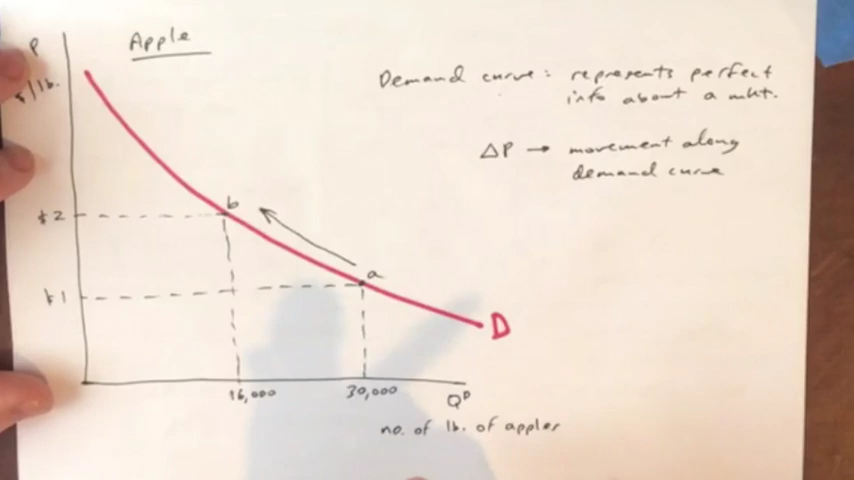 P
Apple
$/lb.
Demand curve: represents perfect
info about a mkt.
ΔP → movement along
demand curve
b
$2
a
$1
D
16,000
30,000
Qᴰ
no. of lb. of apples